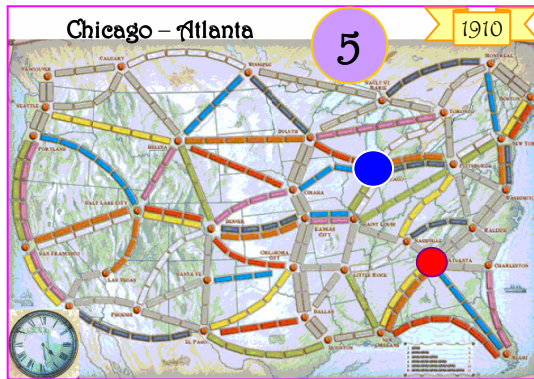 Chicago – Atlanta
5
1910
VANCOUVER
CALGARY
WINNIPEG
SAULT ST.
MARIE
MONTREAL
SEATTLE
TORONTO
BOSTON
PORTLAND
HELENA
DULUTH
NEW YORK
PITTSBURGH
OMAHA
CAGO
SALT LAKE CITY
WASHINGTON
DENVER
KANSAS
CITY
SAINT LOUIS
RALEIGH
NASHVILLE
SAN FRANCISCO
OKLAHOMA
CITY
ATLANTA
CHARLESTON
LAS VEGAS
SANTA FE
LITTLE ROCK
PHOENIX
DALLAS
EL PASO
HOUSTON
NEW
ORLEANS
MIAMI